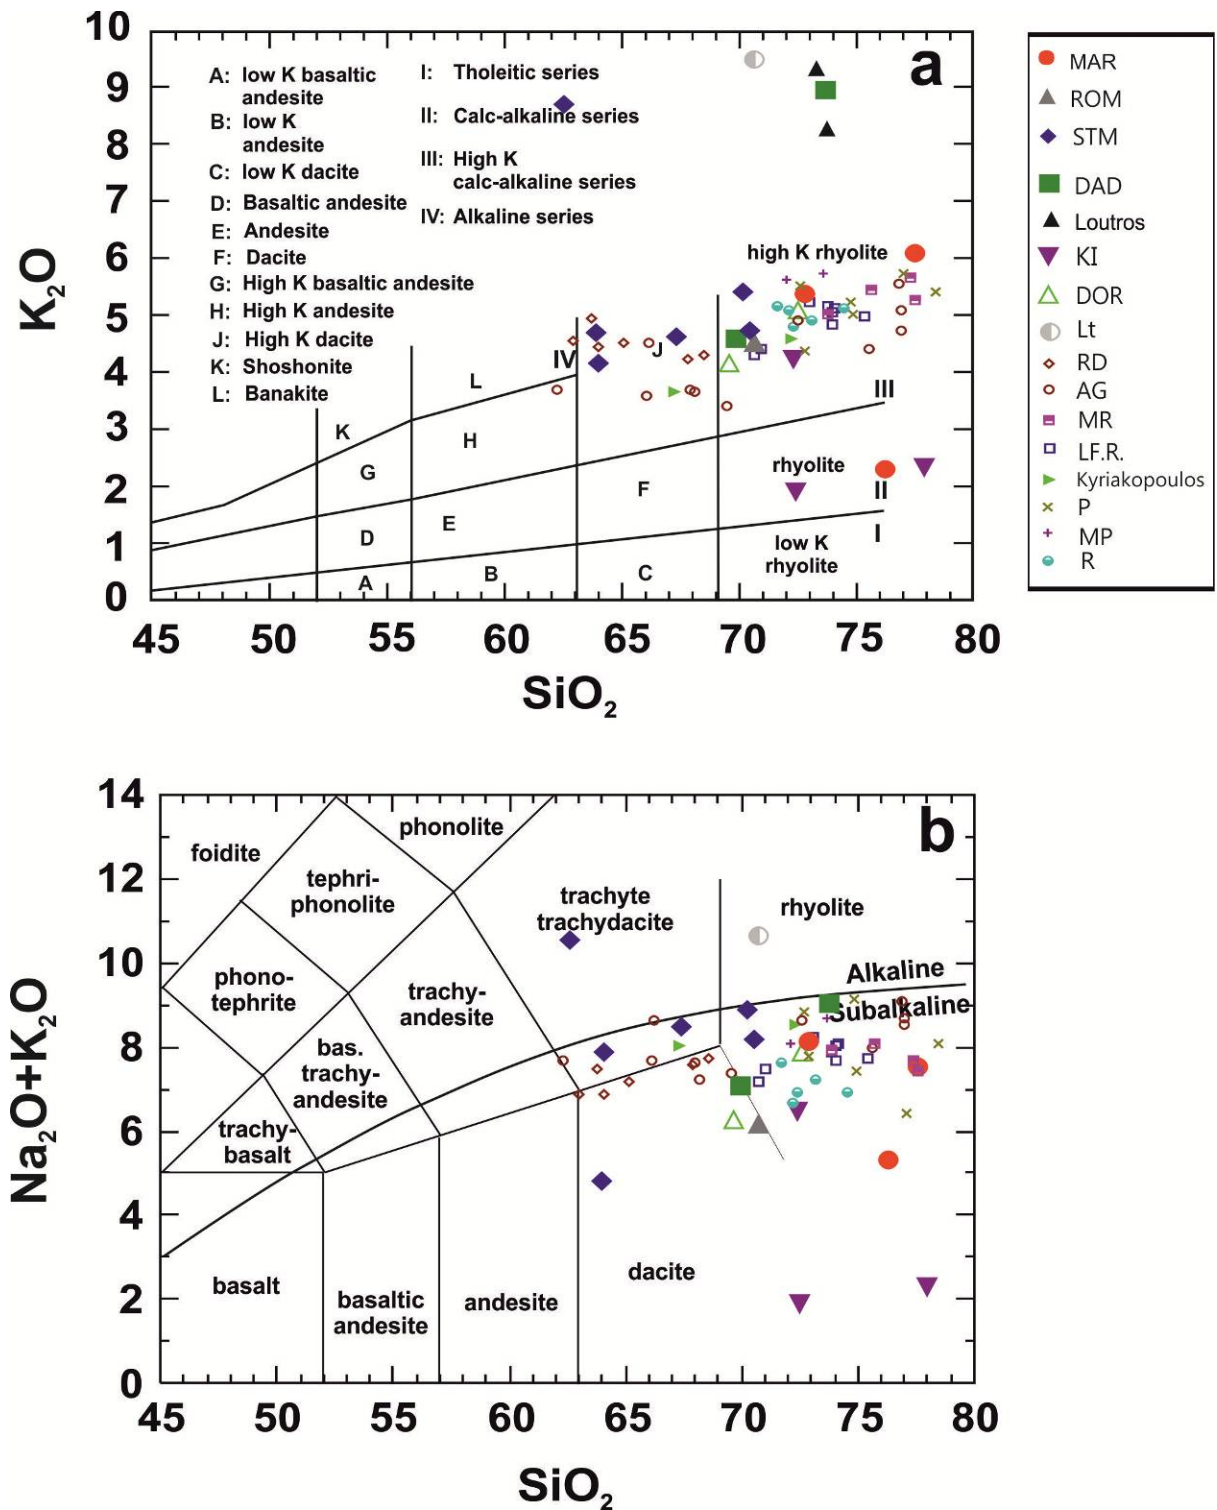 a
K2O
10
9
8
7
6
5
4
3
2
1
0
A: low K basaltic
andesite
B: low K
andesite
C: low K dacite
D: Basaltic andesite
E: Andesite
F: Dacite
G: High K basaltic andesite
H: High K andesite
J: High K dacite
K: Shoshonite
L: Banakite
I: Tholeitic series
II: Calc-alkaline series
III: High K
calc-alkaline series
IV: Alkaline series
high K rhyolite
IV
J
L
III
K
H
G
rhyolite
F
II
E
D
I
low K
rhyolite
C
B
A
45 50 55 60 65 70 75 80
SiO2
MAR
ROM
STM
DAD
Loutros
KI
DOR
Lt
RD
AG
MR
LF.R.
Kyriakopoulos
P
MP
R
b
Na2O+K2O
14
12
10
8
6
4
2
0
phonolite
foidite
tephri-
phonolite
trachyte
trachydacite
rhyolite
Alkaline
Subalkaline
phono-
tephrite
trachy-
andesite
bas.
trachy-
andesite
trachy-
basalt
basalt
basaltic
andesite
andesite
dacite
45 50 55 60 65 70 75 80
SiO2